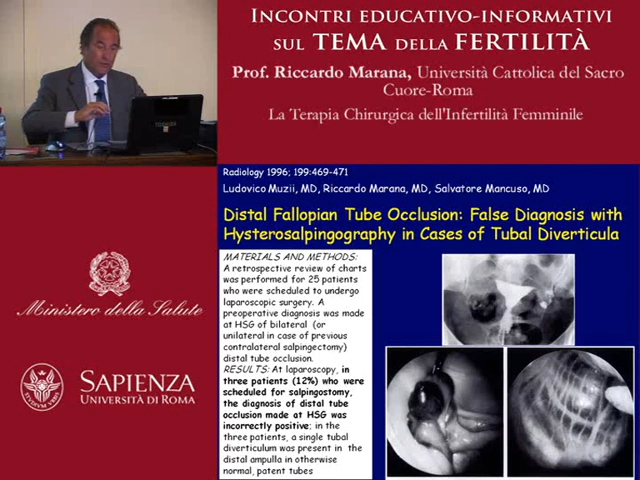 INCONTRI EDUCATIVO-INFORMATIVI
SUL TEMA DELLA FERTILITÀ
Prof. Riccardo Marana, Università Cattolica del Sacro
Cuore-Roma
La Terapia Chirurgica dell'Infertilità Femminile
Radiology 1996; 199:469-471
Ludovico Muzii, MD, Riccardo Marana, MD, Salvatore Mancuso, MD
Distal Fallopian Tube Occlusion: False Diagnosis with
Hysterosalpingography in Cases of Tubal Diverticula
MATERIALS AND METHODS:
A retrospective review of charts
was performed for 25 patients
who were scheduled to undergo
laparoscopic surgery. A
preoperative diagnosis was made
at HSG of bilateral (or
unilateral in case of previous
contralateral salpingectomy)
distal tube occlusion.
RESULTS: At laparoscopy, in
three patients (12%) who were
scheduled for salpingostomy,
the diagnosis of distal tube
occlusion made at HSG was
incorrectly positive; in the
three patients, a single tubal
diverticulum was present in the
distal ampulla in otherwise
normal, patent tubes
Ministero della Salute
SAPIENZA
UNIVERSITÀ DI ROMA